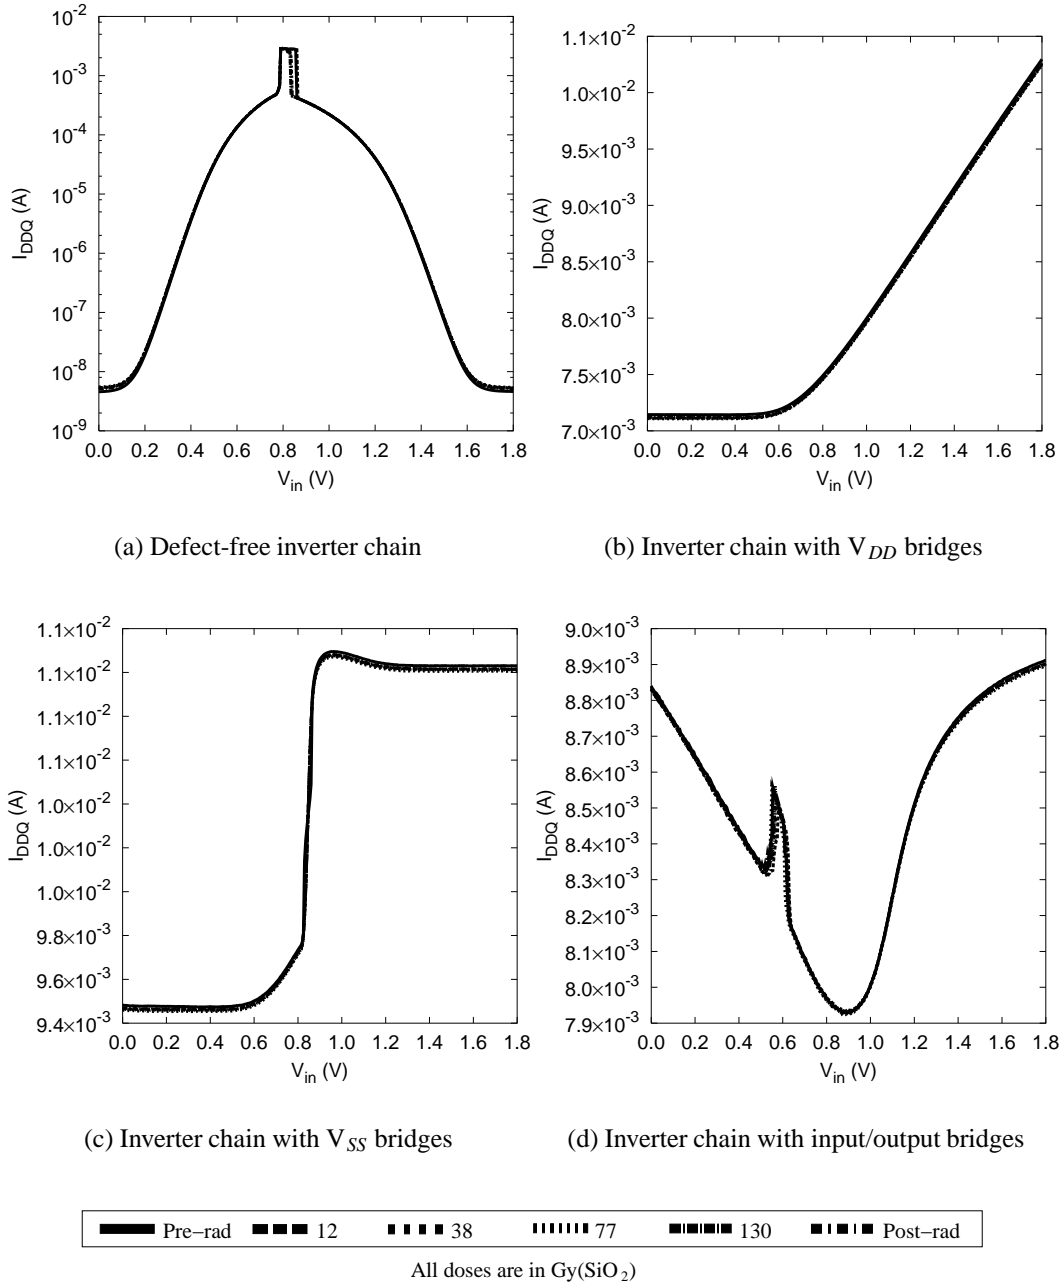 10⁻²
10⁻³
10⁻⁴
10⁻⁵
10⁻⁶
10⁻⁷
10⁻⁸
10⁻⁹
I_DDQ (A)
0.0 0.2 0.4 0.6 0.8 1.0 1.2 1.4 1.6 1.8
V_in (V)
(a) Defect-free inverter chain
1.1×10⁻²
1.0×10⁻²
9.5×10⁻³
9.0×10⁻³
8.5×10⁻³
8.0×10⁻³
7.5×10⁻³
7.0×10⁻³
I_DDQ (A)
0.0 0.2 0.4 0.6 0.8 1.0 1.2 1.4 1.6 1.8
V_in (V)
(b) Inverter chain with V_DD bridges
1.1×10⁻²
1.1×10⁻²
1.1×10⁻²
1.1×10⁻²
1.0×10⁻²
1.0×10⁻²
1.0×10⁻²
9.8×10⁻³
9.6×10⁻³
9.4×10⁻³
I_DDQ (A)
0.0 0.2 0.4 0.6 0.8 1.0 1.2 1.4 1.6 1.8
V_in (V)
(c) Inverter chain with V_SS bridges
9.0×10⁻³
8.9×10⁻³
8.8×10⁻³
8.7×10⁻³
8.6×10⁻³
8.5×10⁻³
8.4×10⁻³
8.3×10⁻³
8.2×10⁻³
8.1×10⁻³
8.0×10⁻³
7.9×10⁻³
I_DDQ (A)
0.0 0.2 0.4 0.6 0.8 1.0 1.2 1.4 1.6 1.8
V_in (V)
(d) Inverter chain with input/output bridges
Pre−rad 12 38 77 130 Post−rad
All doses are in Gy(SiO₂)